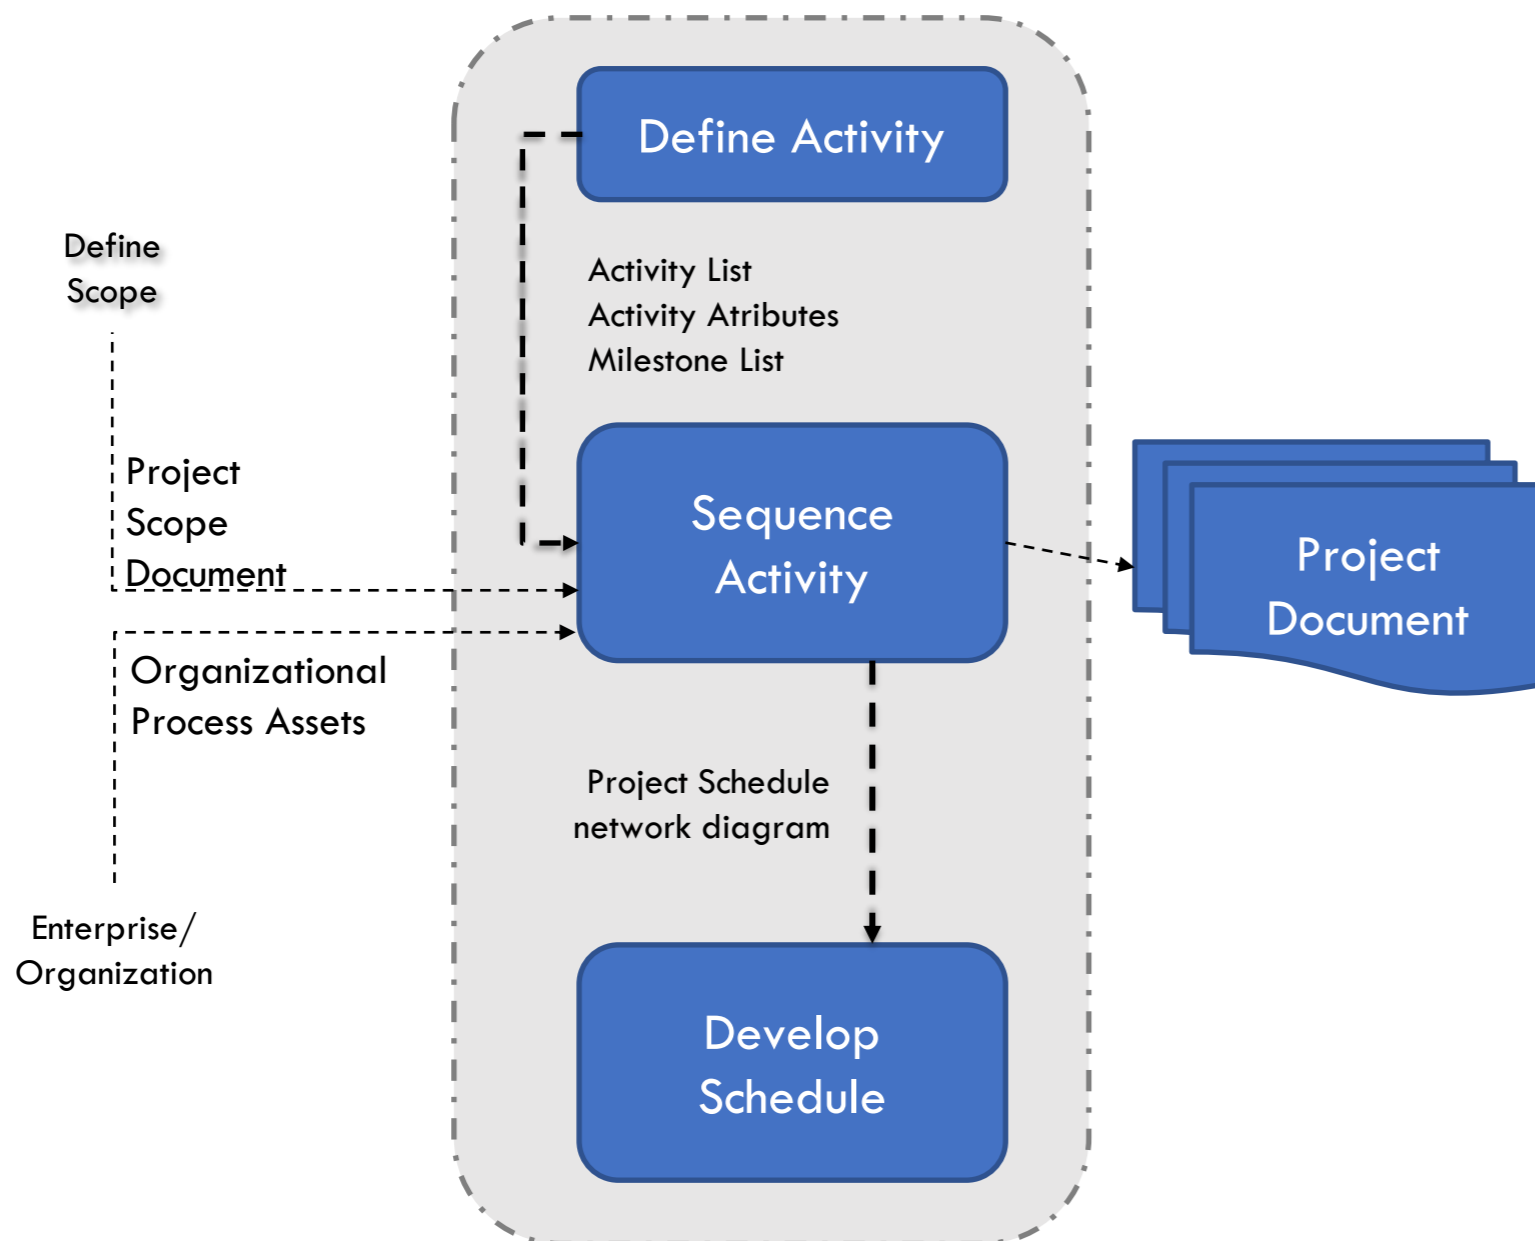 Define Activity
Define
Scope
Activity List
Activity Atributes
Milestone List
Project
Scope
Document
Sequence
Activity
Project
Document
Organizational
Process Assets
Project Schedule
network diagram
Enterprise/
Organization
Develop
Schedule